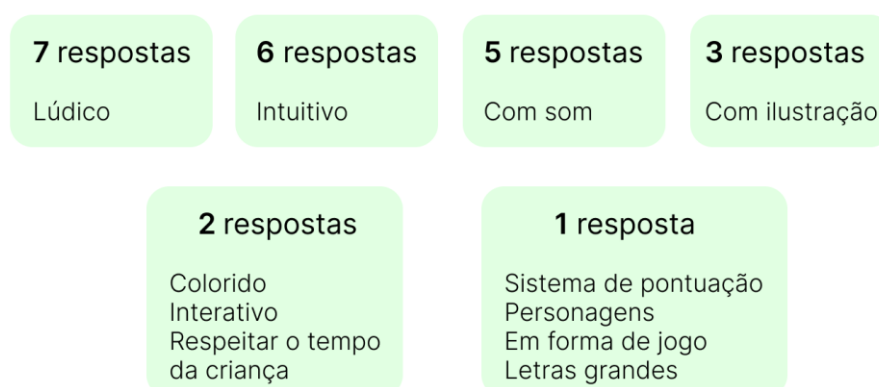 7 respostas
Lúdico
6 respostas
Intuitivo
5 respostas
Com som
3 respostas
Com ilustração
2 respostas
Colorido
Interativo
Respeitar o tempo
da criança
1 resposta
Sistema de pontuação
Personagens
Em forma de jogo
Letras grandes